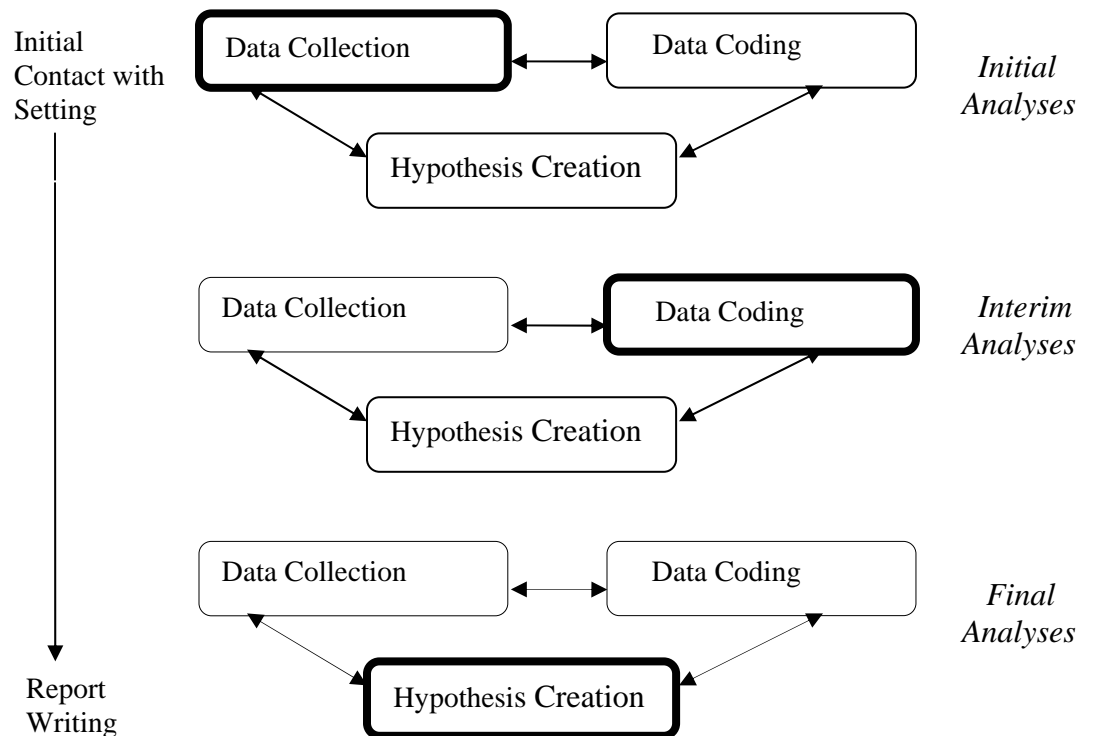 Initial
Contact with
Setting
Data Collection
Data Coding
Hypothesis Creation
Initial
Analyses
Data Collection
Data Coding
Hypothesis Creation
Interim
Analyses
Data Collection
Data Coding
Hypothesis Creation
Final
Analyses
Report
Writing